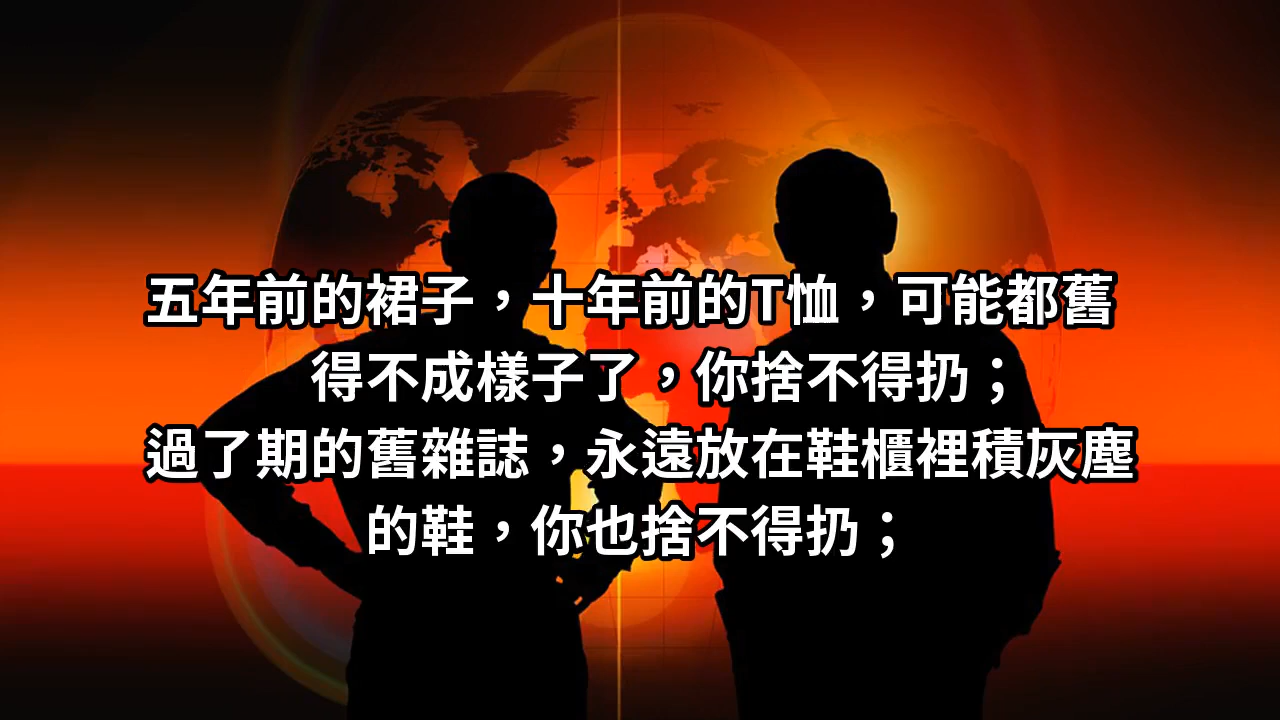 五年前的裙子，十年前的T恤，可能都舊
得不成樣子了，你捨不得扔；
過了期的舊雜誌，永遠放在鞋櫃裡積灰塵
的鞋，你也捨不得扔；